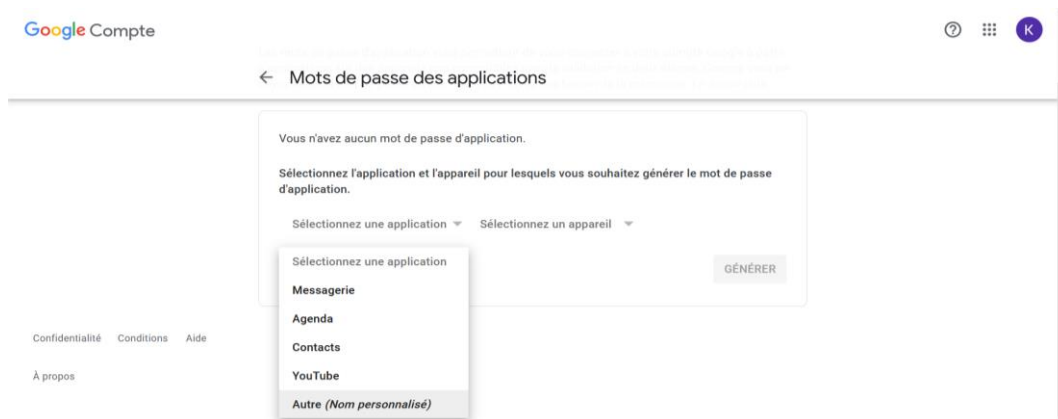 Google Compte
K
Mots de passe des applications
Vous n'avez aucun mot de passe d'application.
Sélectionnez l'application et l'appareil pour lesquels vous souhaitez générer le mot de passe
d'application.
Sélectionnez une application Sélectionnez un appareil
Sélectionnez une application
GÉNÉRER
Messagerie
Agenda
Contacts
YouTube
Autre (Nom personnalisé)
Confidentialité Conditions Aide
À propos